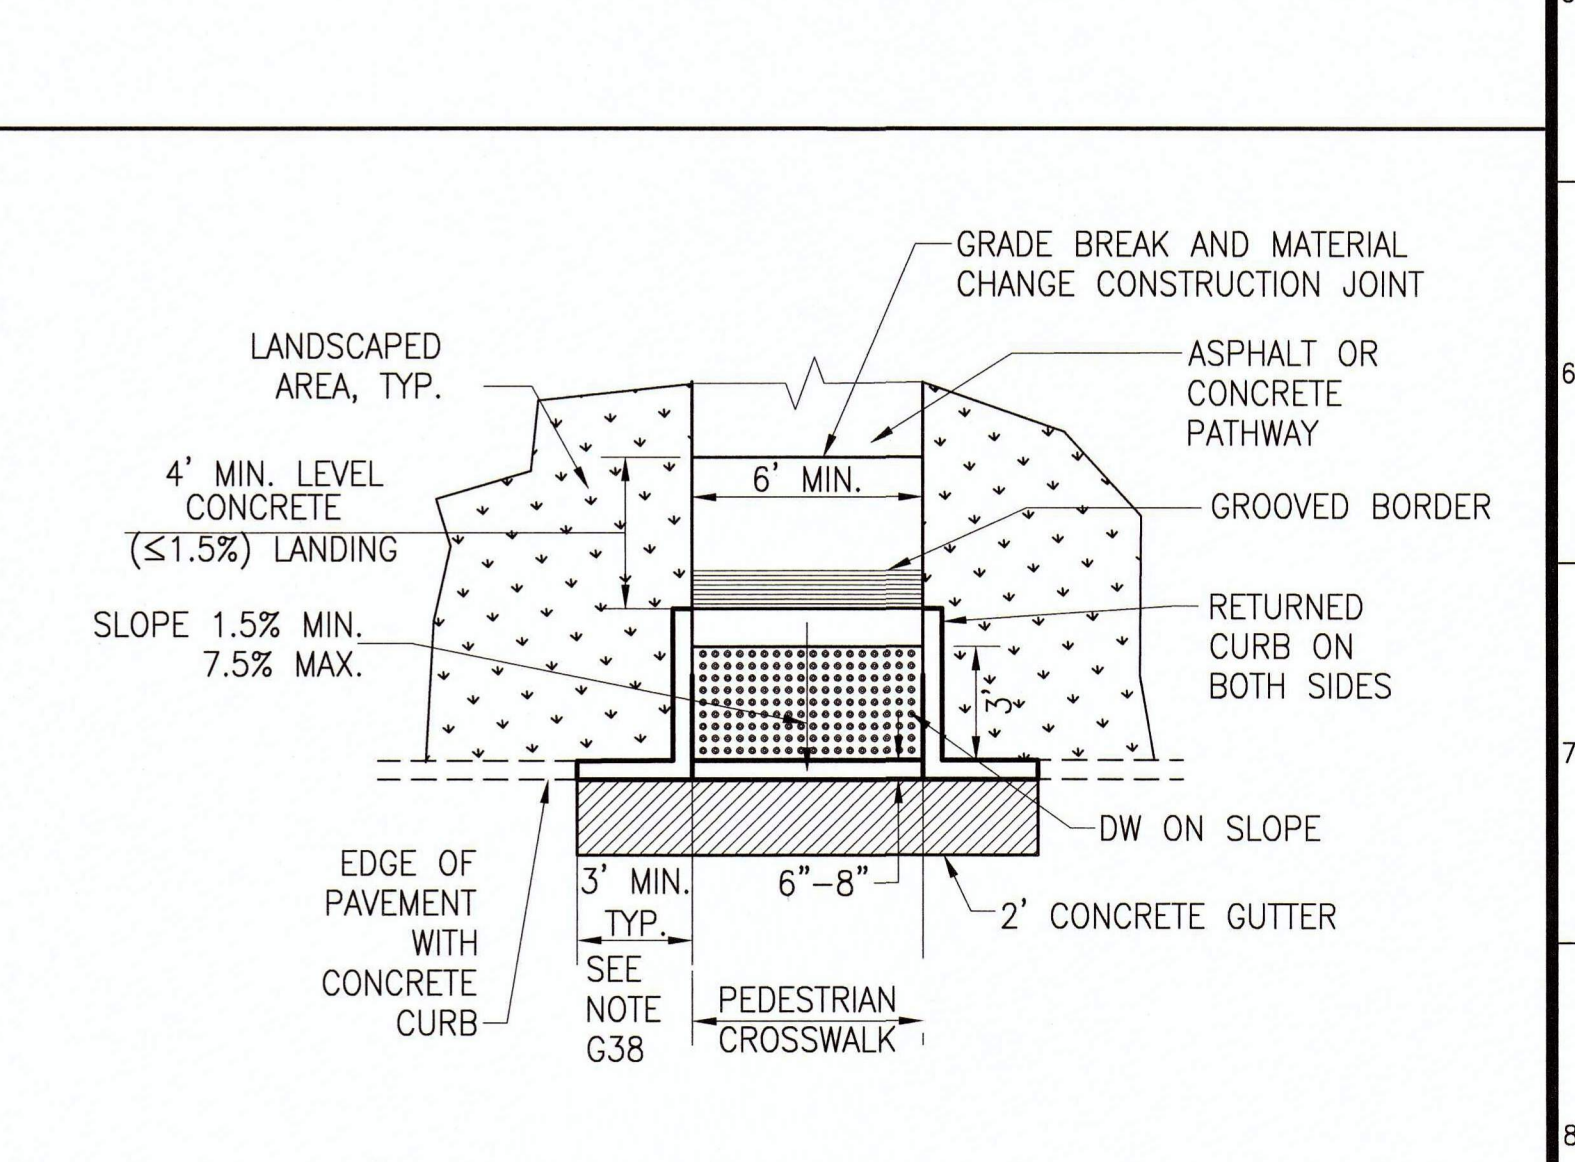 GRADE BREAK AND MATERIAL
CHANGE CONSTRUCTION JOINT
LANDSCAPED
AREA, TYP.
ASPHALT OR
CONCRETE
PATHWAY
6
4' MIN. LEVEL
CONCRETE
(≤1.5%) LANDING
6' MIN.
GROOVED BORDER
SLOPE 1.5% MIN.
7.5% MAX.
RETURNED
CURB ON
BOTH SIDES
3'
7
DW ON SLOPE
EDGE OF
PAVEMENT
WITH
CONCRETE
CURB
3' MIN.
TYP.
SEE
NOTE
G38
6"-8"
2' CONCRETE GUTTER
PEDESTRIAN
CROSSWALK
8